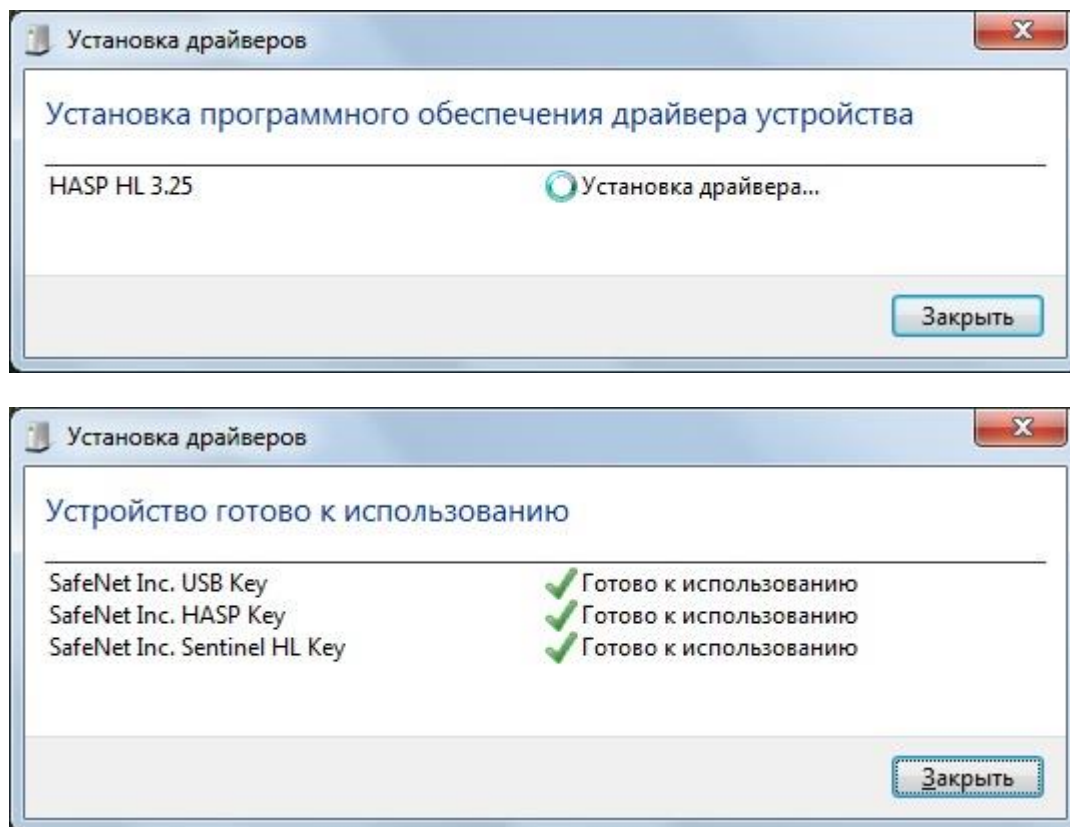 Установка драйверов
Установка программного обеспечения драйвера устройства
HASP HL 3.25 Установка драйвера...
Закрыть
Установка драйверов
Устройство готово к использованию
SafeNet Inc. USB Key Готово к использованию
SafeNet Inc. HASP Key Готово к использованию
SafeNet Inc. Sentinel HL Key Готово к использованию
Закрыть